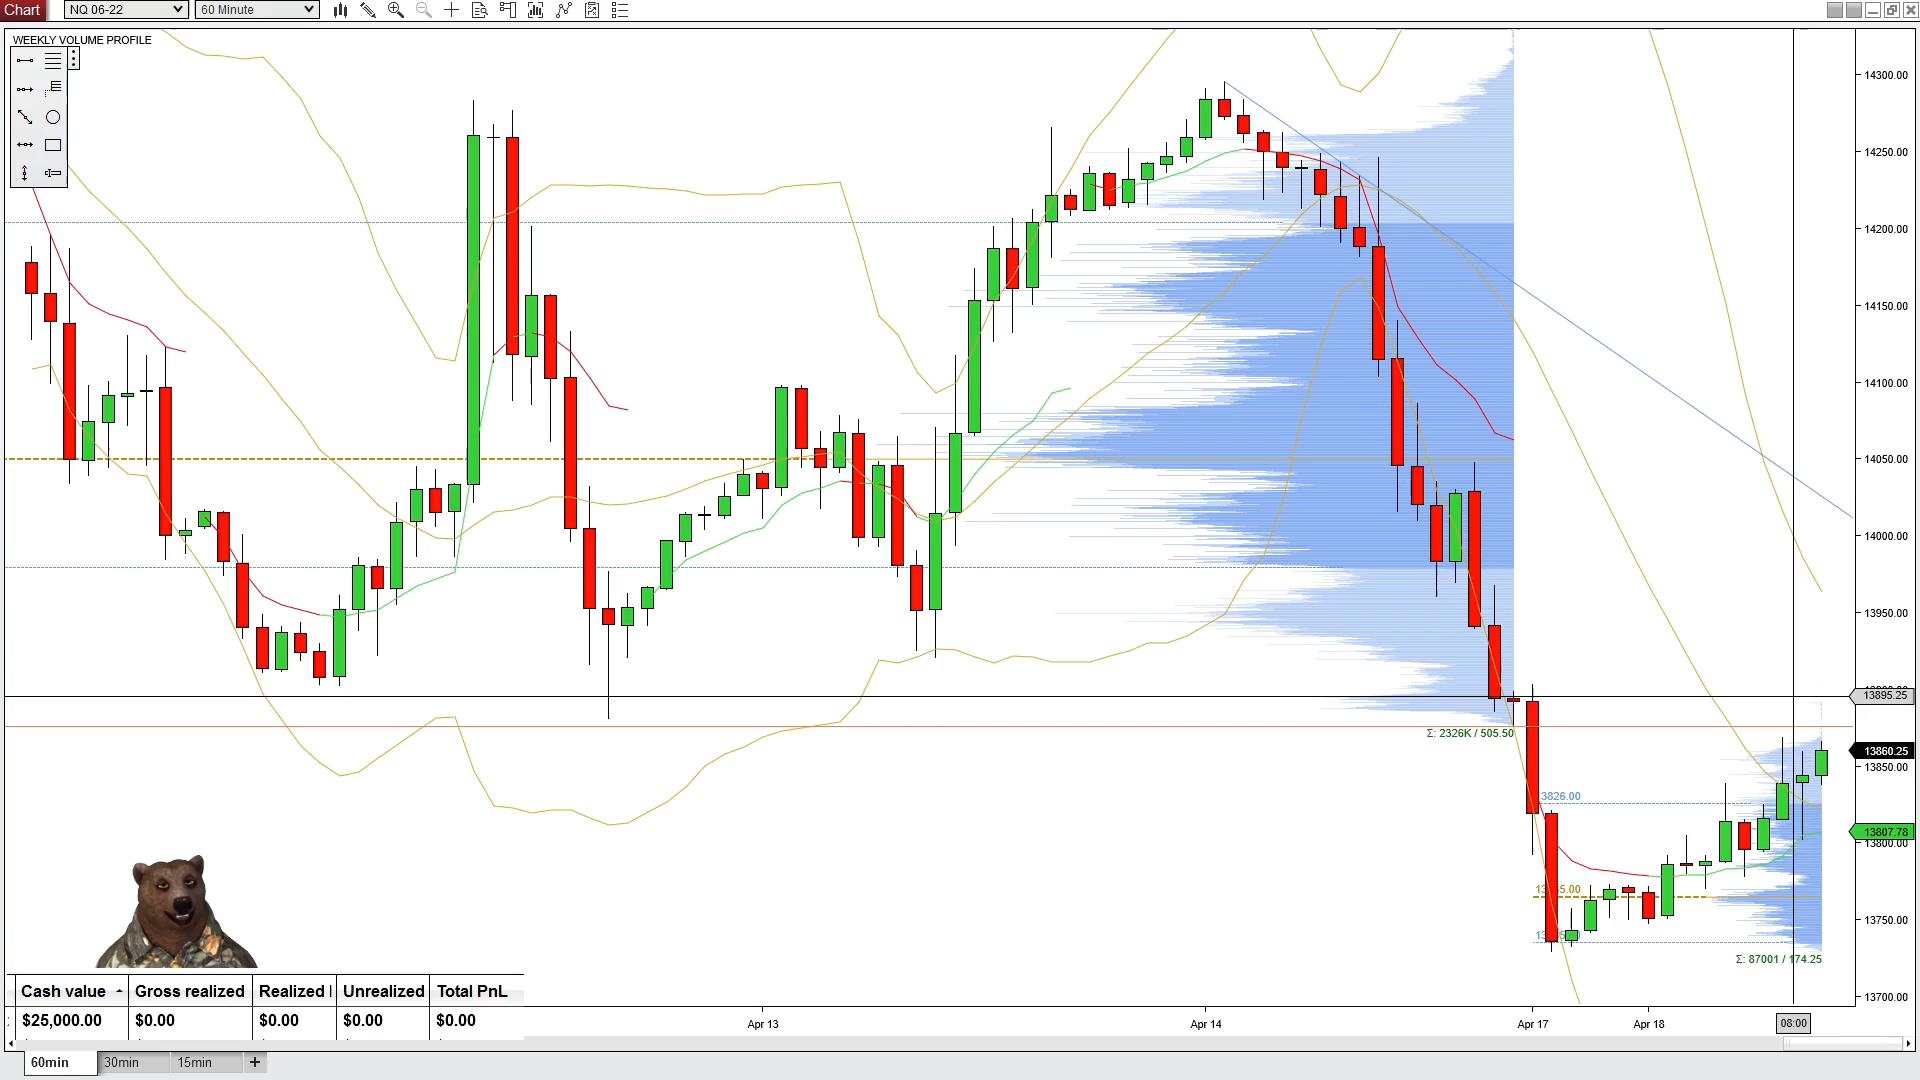 Chart NQ 06-22 60 Minute
WEEKLY VOLUME PROFILE
14300.00
14250.00
14200.00
14150.00
14100.00
14050.00
14000.00
13950.00
13895.25
Σ: 2326K / 505.50
13860.25
13850.00
3826.00
13807.78
13800.00
13750.00
Σ: 87001 / 174.25
13700.00
Cash value Gross realized Realized Unrealized Total PnL
$25,000.00 $0.00 $0.00 $0.00 $0.00
Apr 13 Apr 14 Apr 17 Apr 18 08:00
60min 30min 15min +